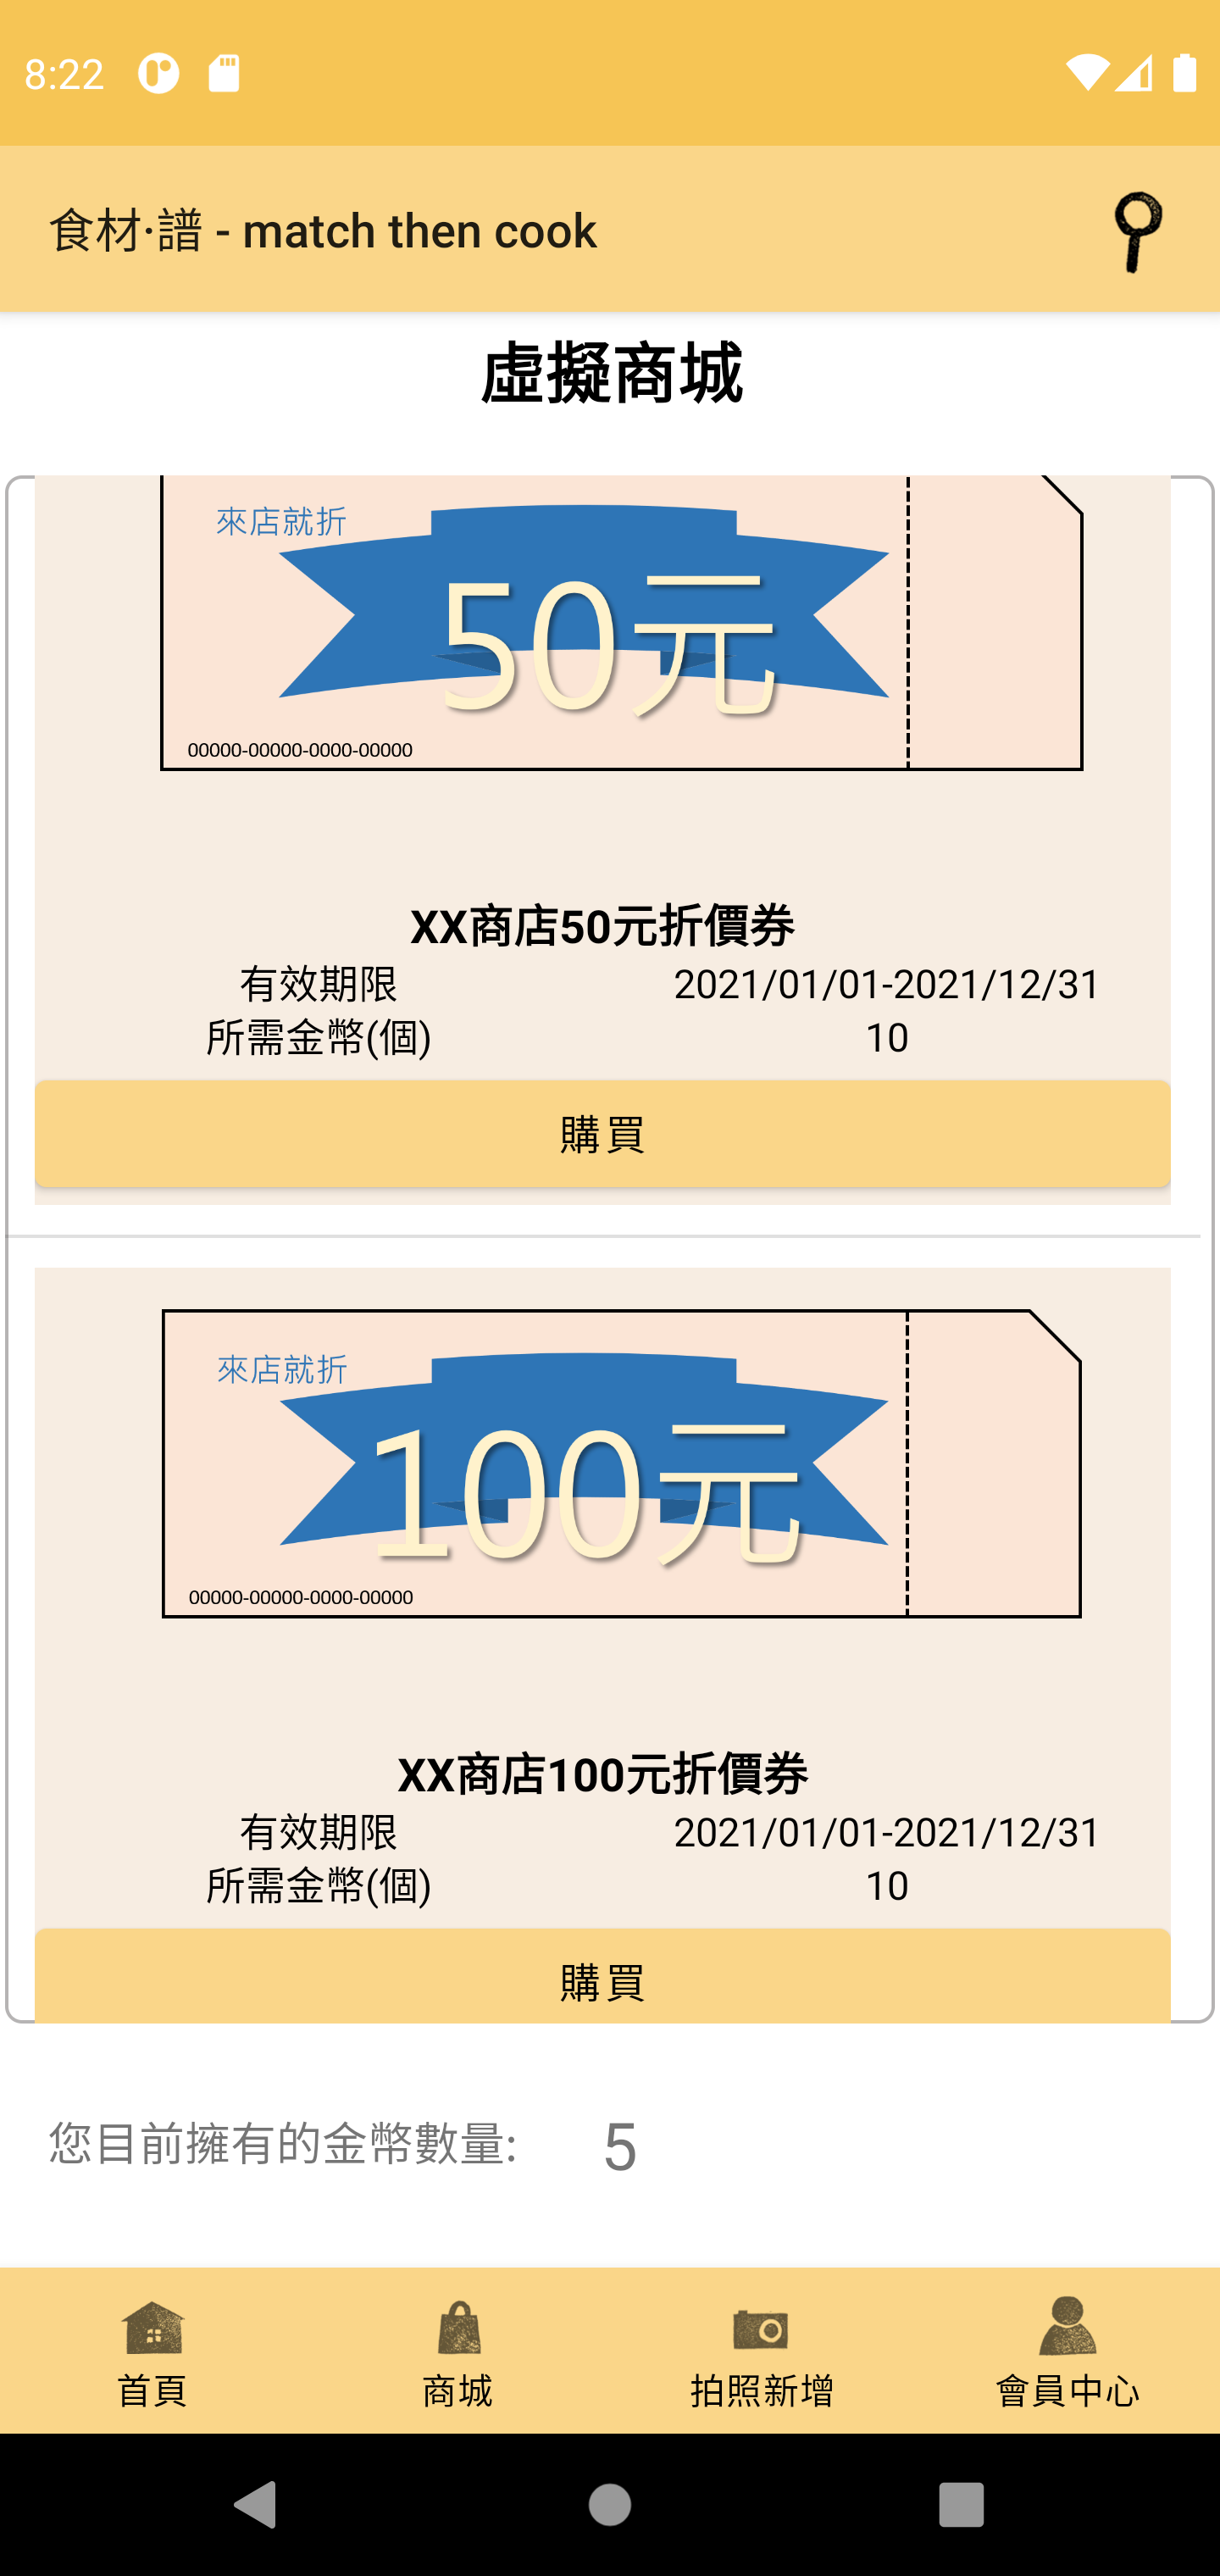 8:22
食材·譜 - match then cook
虛擬商城
來店就折
50元
00000-00000-0000-00000
XX商店50元折價券
有效期限 2021/01/01-2021/12/31
所需金幣(個) 10
購買
來店就折
100元
00000-00000-0000-00000
XX商店100元折價券
有效期限 2021/01/01-2021/12/31
所需金幣(個) 10
購買
您目前擁有的金幣數量: 5
首頁 商城 拍照新增 會員中心